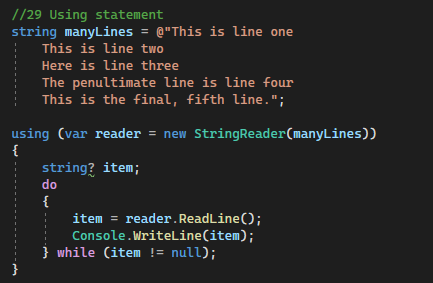 //29 Using statement
string manyLines = @"This is line one
    This is line two
    Here is line three
    The penultimate line is line four
    This is the final, fifth line.";

using (var reader = new StringReader(manyLines))
{
    string? item;
    do
    {
        item = reader.ReadLine();
        Console.WriteLine(item);
    } while (item != null);
}